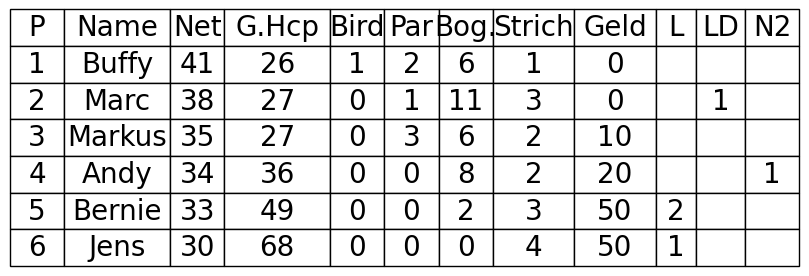 P Name Net G.Hcp Bird Par Bog. Strich Geld L LD N2
1 Buffy 41 26 1 2 6 1 0
2 Marc 38 27 0 1 11 3 0 1
3 Markus 35 27 0 3 6 2 10
4 Andy 34 36 0 0 8 2 20 1
5 Bernie 33 49 0 0 2 3 50 2
6 Jens 30 68 0 0 0 4 50 1